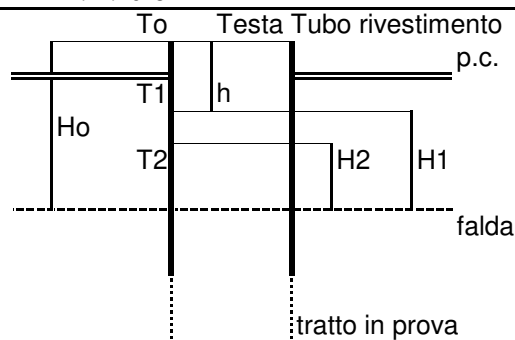 To Testa Tubo rivestimento
p.c.
T1 h
Ho
T2 H2 H1
falda
tratto in prova